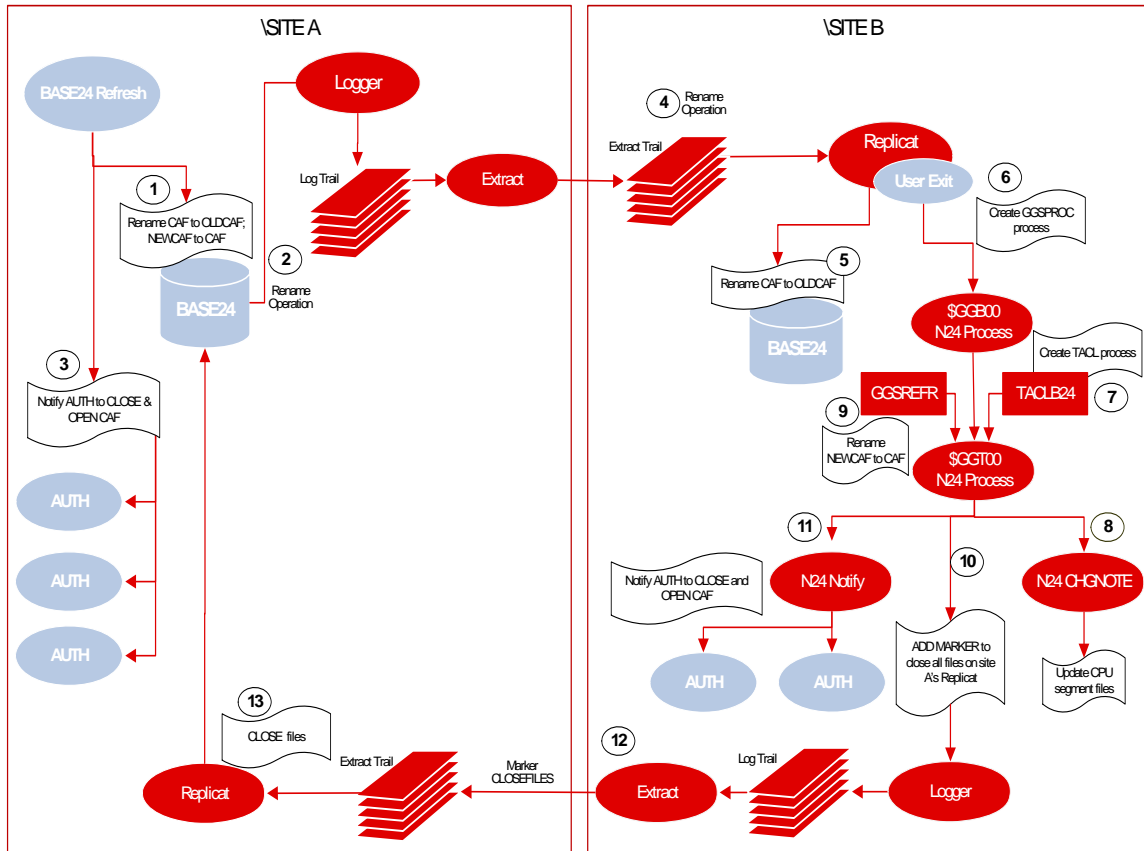 \SITE A
BASE24 Refresh
Logger
1
Log Trail
Extract
Rename CAF to OLDCAF;
NEWCAF to CAF
2
Rename
Operation
BASE24
3
Notify AUTH to CLOSE &
OPEN CAF
AUTH
AUTH
AUTH
13
CLOSE files
Replicat
Extract Trail
Marker
CLOSEFILES
\SITE B
4
Rename
Operation
Extract Trail
Replicat
User Exit
6
Create GGSPROC
process
5
Rename CAF to OLDCAF
BASE24
$GGB00
N24 Process
Create TACL process
GGSREFR
TACLB24
7
9
Rename
NEWCAF to CAF
$GGT00
N24 Process
11
8
10
Notify AUTH to CLOSE and
OPEN CAF
N24 Notify
N24 CHGNOTE
AUTH
AUTH
ADD MARKER to
close all files on site
A's Replicat
Update CPU
segment files
12
Extract
Log Trail
Logger